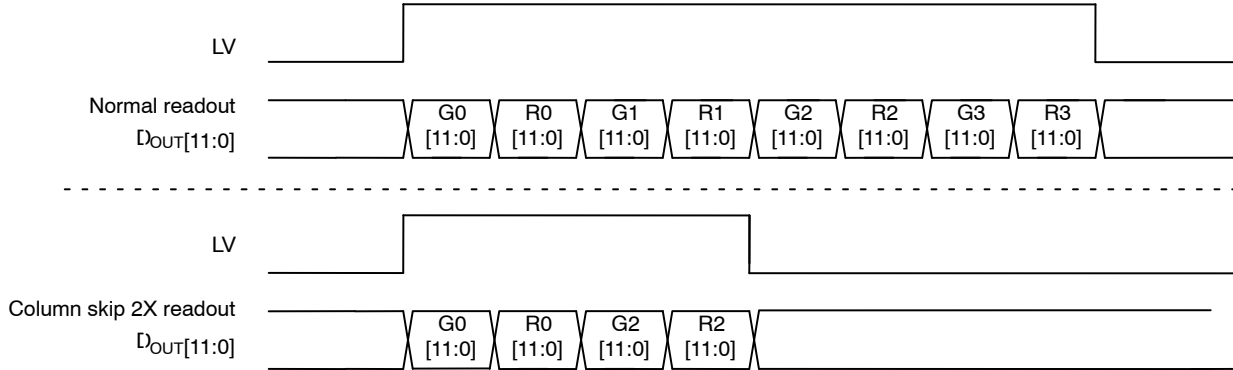 LV
Normal readout
G0 R0 G1 R1 G2 R2 G3 R3
DOUT[11:0]
[11:0] [11:0] [11:0] [11:0] [11:0] [11:0] [11:0] [11:0]
LV
Column skip 2X readout
G0 R0 G2 R2
DOUT[11:0]
[11:0] [11:0] [11:0] [11:0]